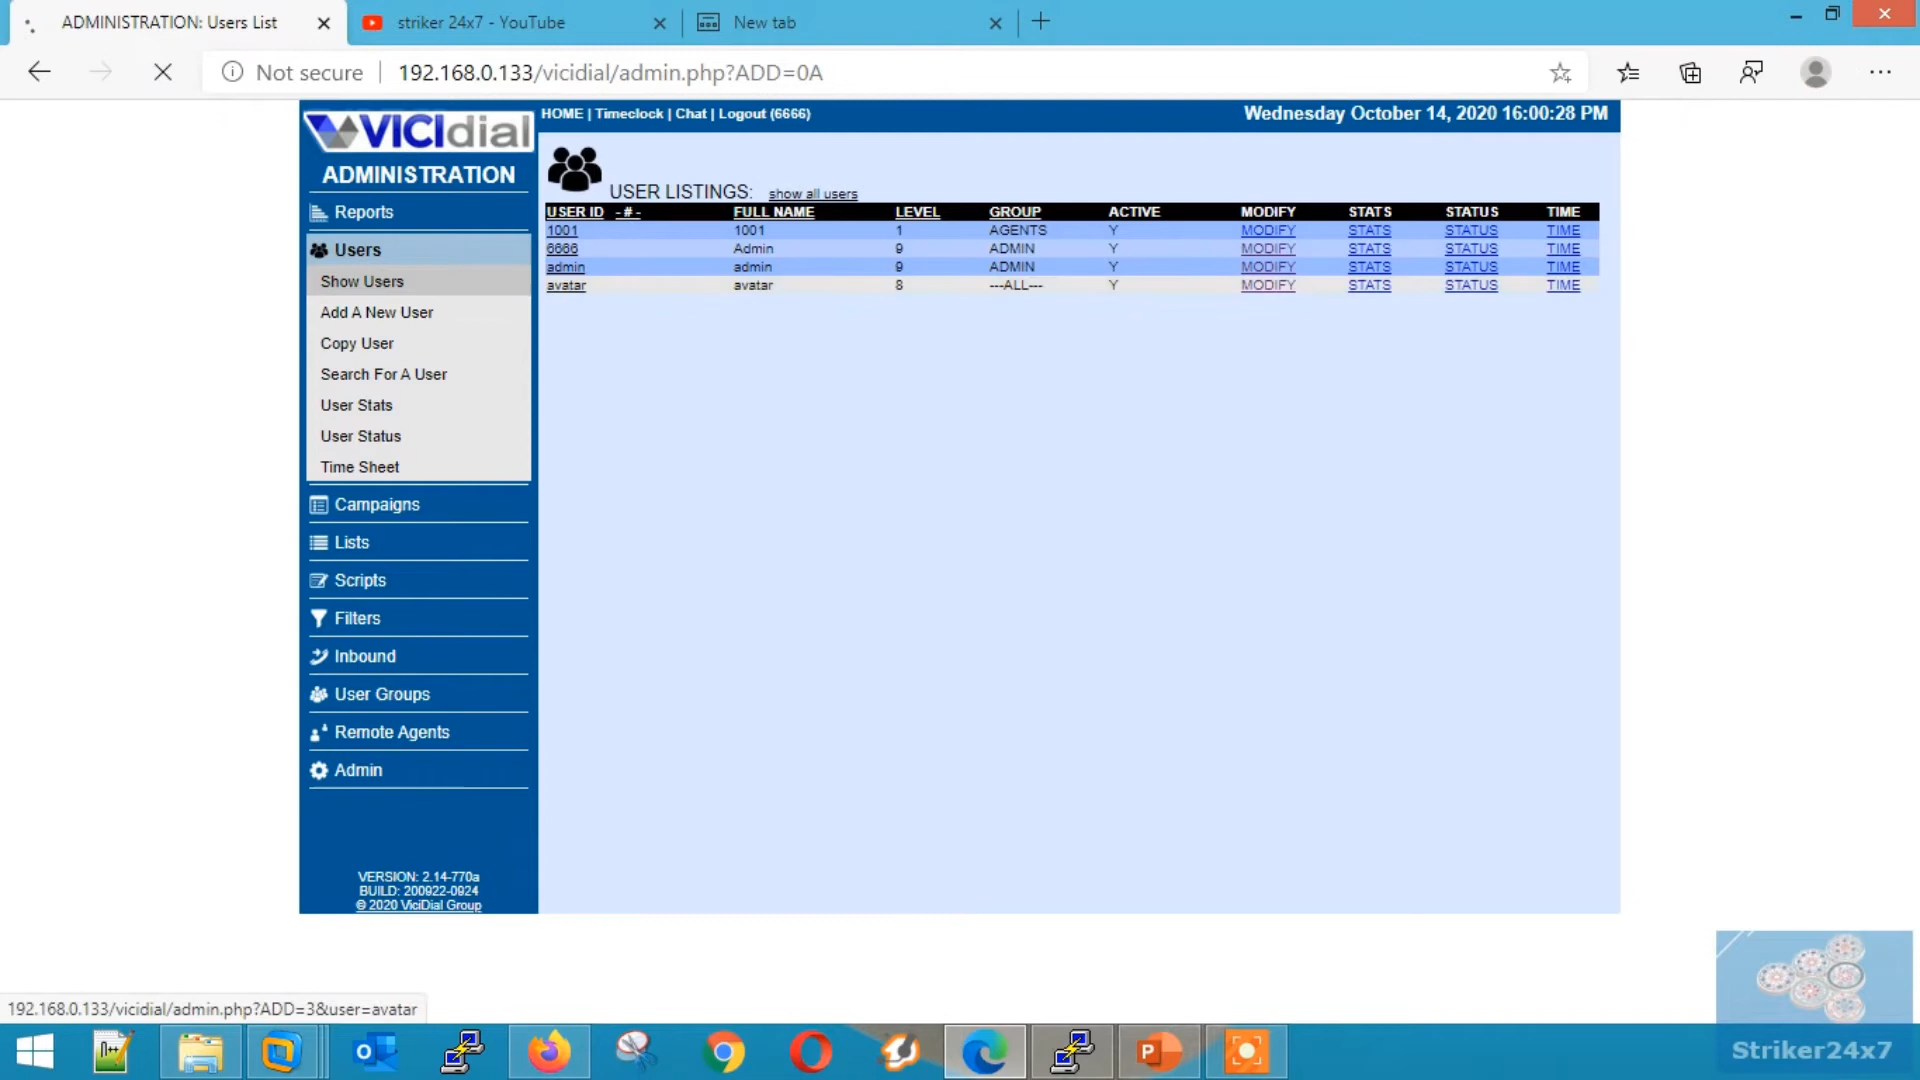 ADMINISTRATION: Users List
striker 24x7 - YouTube
New tab
Not secure
192.168.0.133/vicidial/admin.php?ADD=0A
VICIdial
HOME | Timeclock | Chat | Logout (6666)
Wednesday October 14, 2020 16:00:28 PM
ADMINISTRATION
Reports
Users
Show Users
Add A New User
Copy User
Search For A User
User Stats
User Status
Time Sheet
Campaigns
Lists
Scripts
Filters
Inbound
User Groups
Remote Agents
Admin
VERSION: 2.14-770a
BUILD: 200922-0924
© 2020 ViciDial Group
USER LISTINGS: show all users
USER ID -#- FULL NAME LEVEL GROUP ACTIVE MODIFY STATS STATUS TIME
1001 1001 1 AGENTS Y MODIFY STATS STATUS TIME
6666 Admin 9 ADMIN Y MODIFY STATS STATUS TIME
admin admin 9 ADMIN Y MODIFY STATS STATUS TIME
avatar avatar 8 ---ALL--- Y MODIFY STATS STATUS TIME
192.168.0.133/vicidial/admin.php?ADD=3&user=avatar
Striker24x7